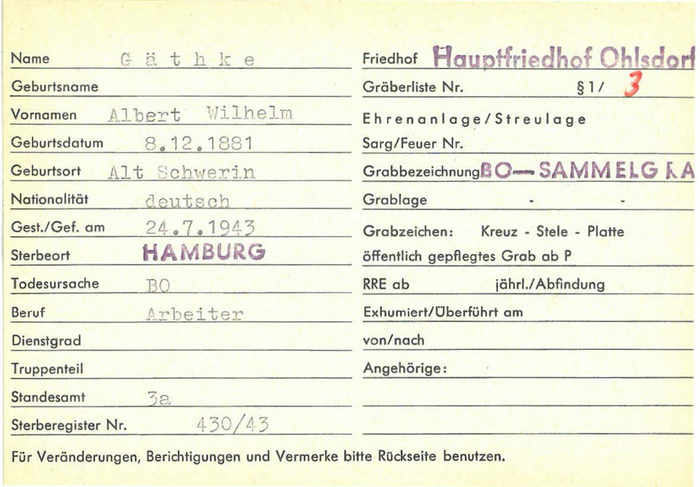 Name Gäthke
Geburtsname
Vornamen Albert Wilhelm
Geburtsdatum 8.12.1881
Geburtsort Alt Schwerin
Nationalität deutsch
Gest./Gef. am 24.7.1943
Sterbeort HAMBURG
Todesursache BO
Beruf Arbeiter
Dienstgrad
Truppenteil
Standesamt 3a
Sterberegister Nr. 430/43
Friedhof Hauptfriedhof Ohlsdorf
Gräberliste Nr. §1/ 3
Ehrenanlage/Streulage
Sarg/Feuer Nr.
Grabbezeichnung BO—SAMMELGRA
Grablage - -
Grabzeichen: Kreuz - Stele - Platte
öffentlich gepflegtes Grab ab P
RRE ab jährl./Abfindung
Exhumiert/Überführt am
von/nach
Angehörige:
Für Veränderungen, Berichtigungen und Vermerke bitte Rückseite benutzen.